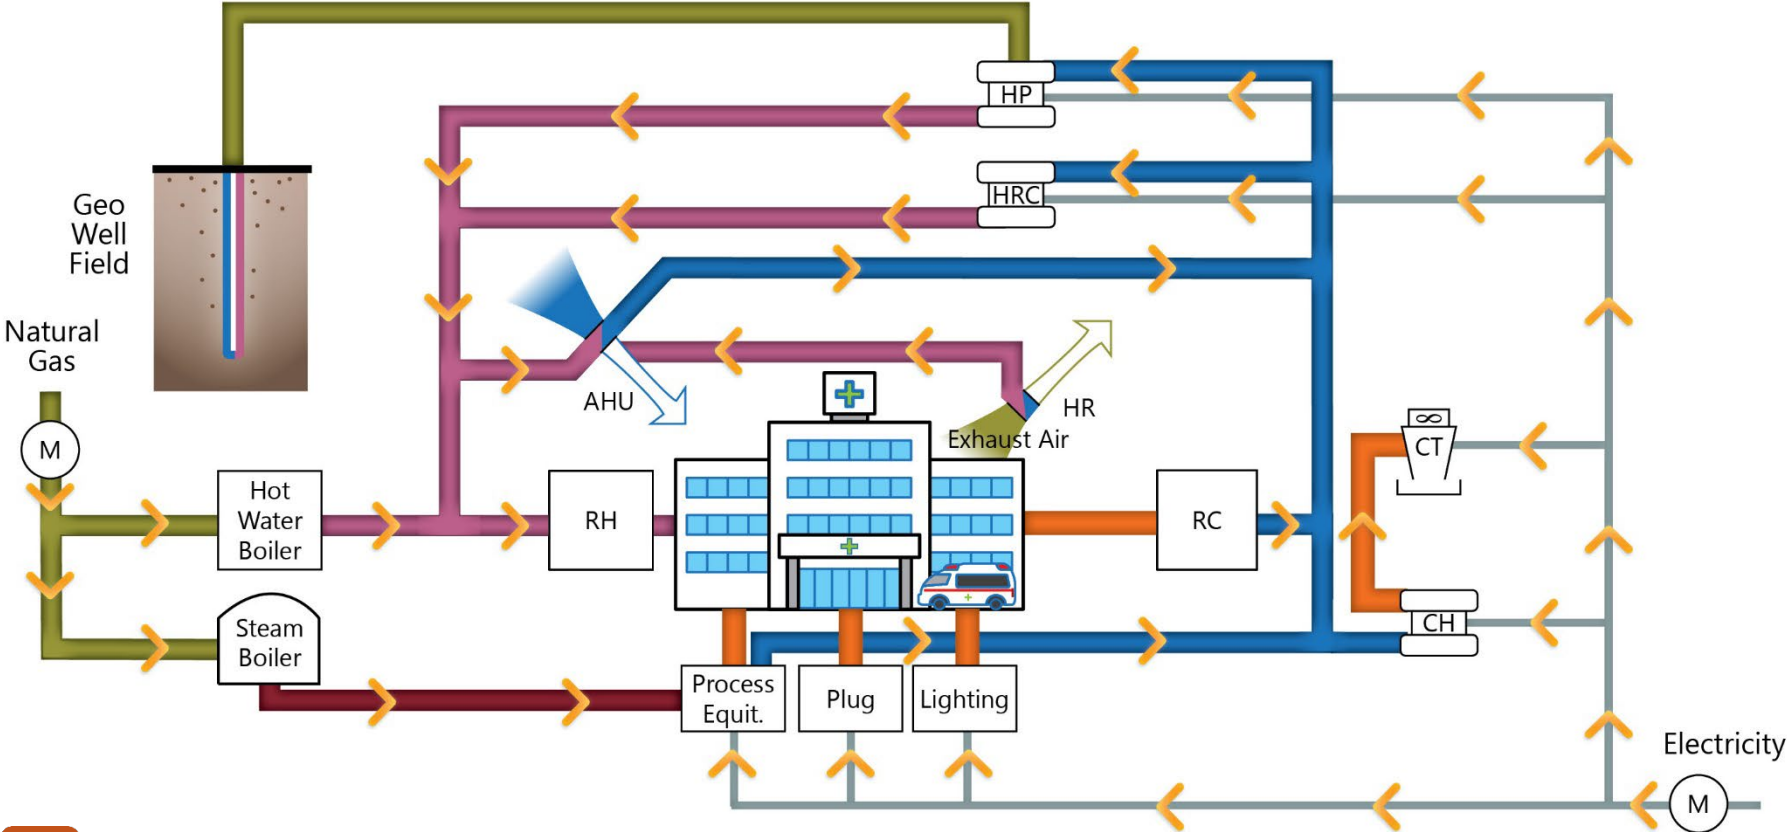 HP
HRC
Geo
Well
Field
Natural
Gas
AHU
HR
Exhaust Air
M
CT
Hot
Water
Boiler
RH
RC
Steam
Boiler
CH
Process
Equit.
Plug
Lighting
Electricity
M